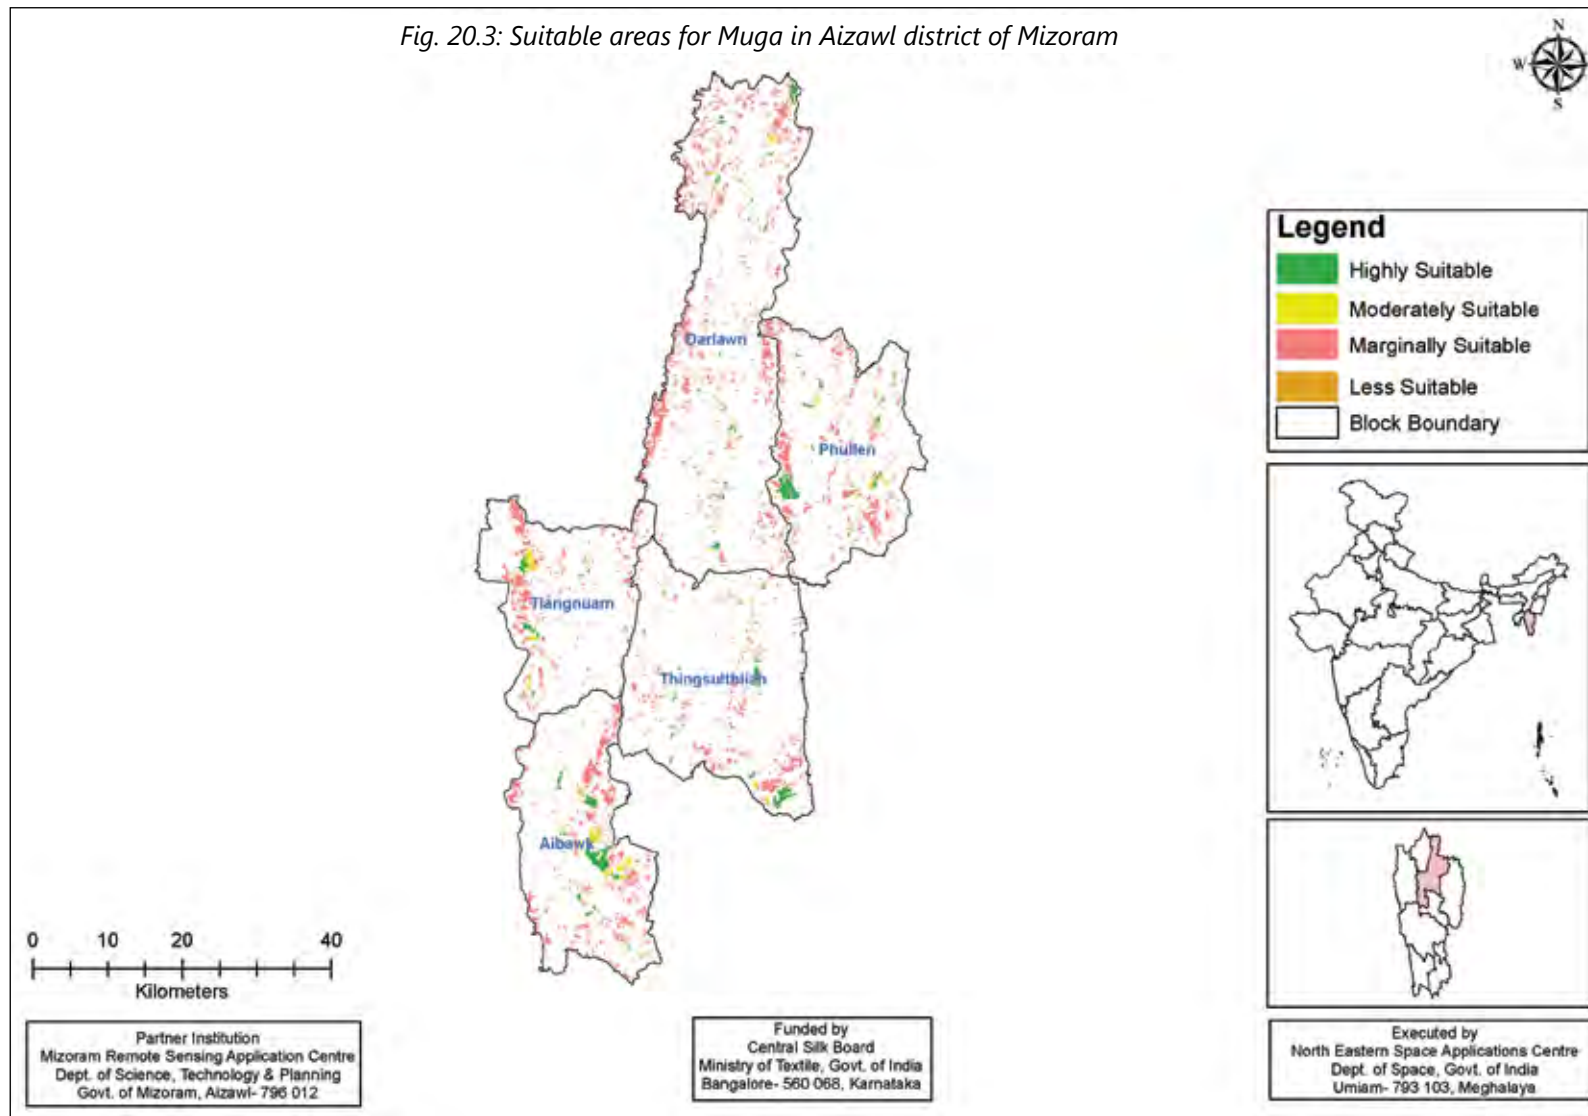 Fig. 20.3: Suitable areas for Muga in Aizawl district of Mizoram
N
W
S
Legend
Highly Suitable
Moderately Suitable
Marginally Suitable
Less Suitable
Block Boundary
Darlawn
Phullen
Tlangnuam
Thingsulthliah
Aibawk
0 10 20 40
Kilometers
Partner Institution
Mizoram Remote Sensing Application Centre
Dept. of Science, Technology & Planning
Govt. of Mizoram, Aizawl- 796 012
Funded by
Central Silk Board
Ministry of Textile, Govt. of India
Bangalore- 560 068, Karnataka
Executed by
North Eastern Space Applications Centre
Dept. of Space, Govt. of India
Umiam- 793 103, Meghalaya